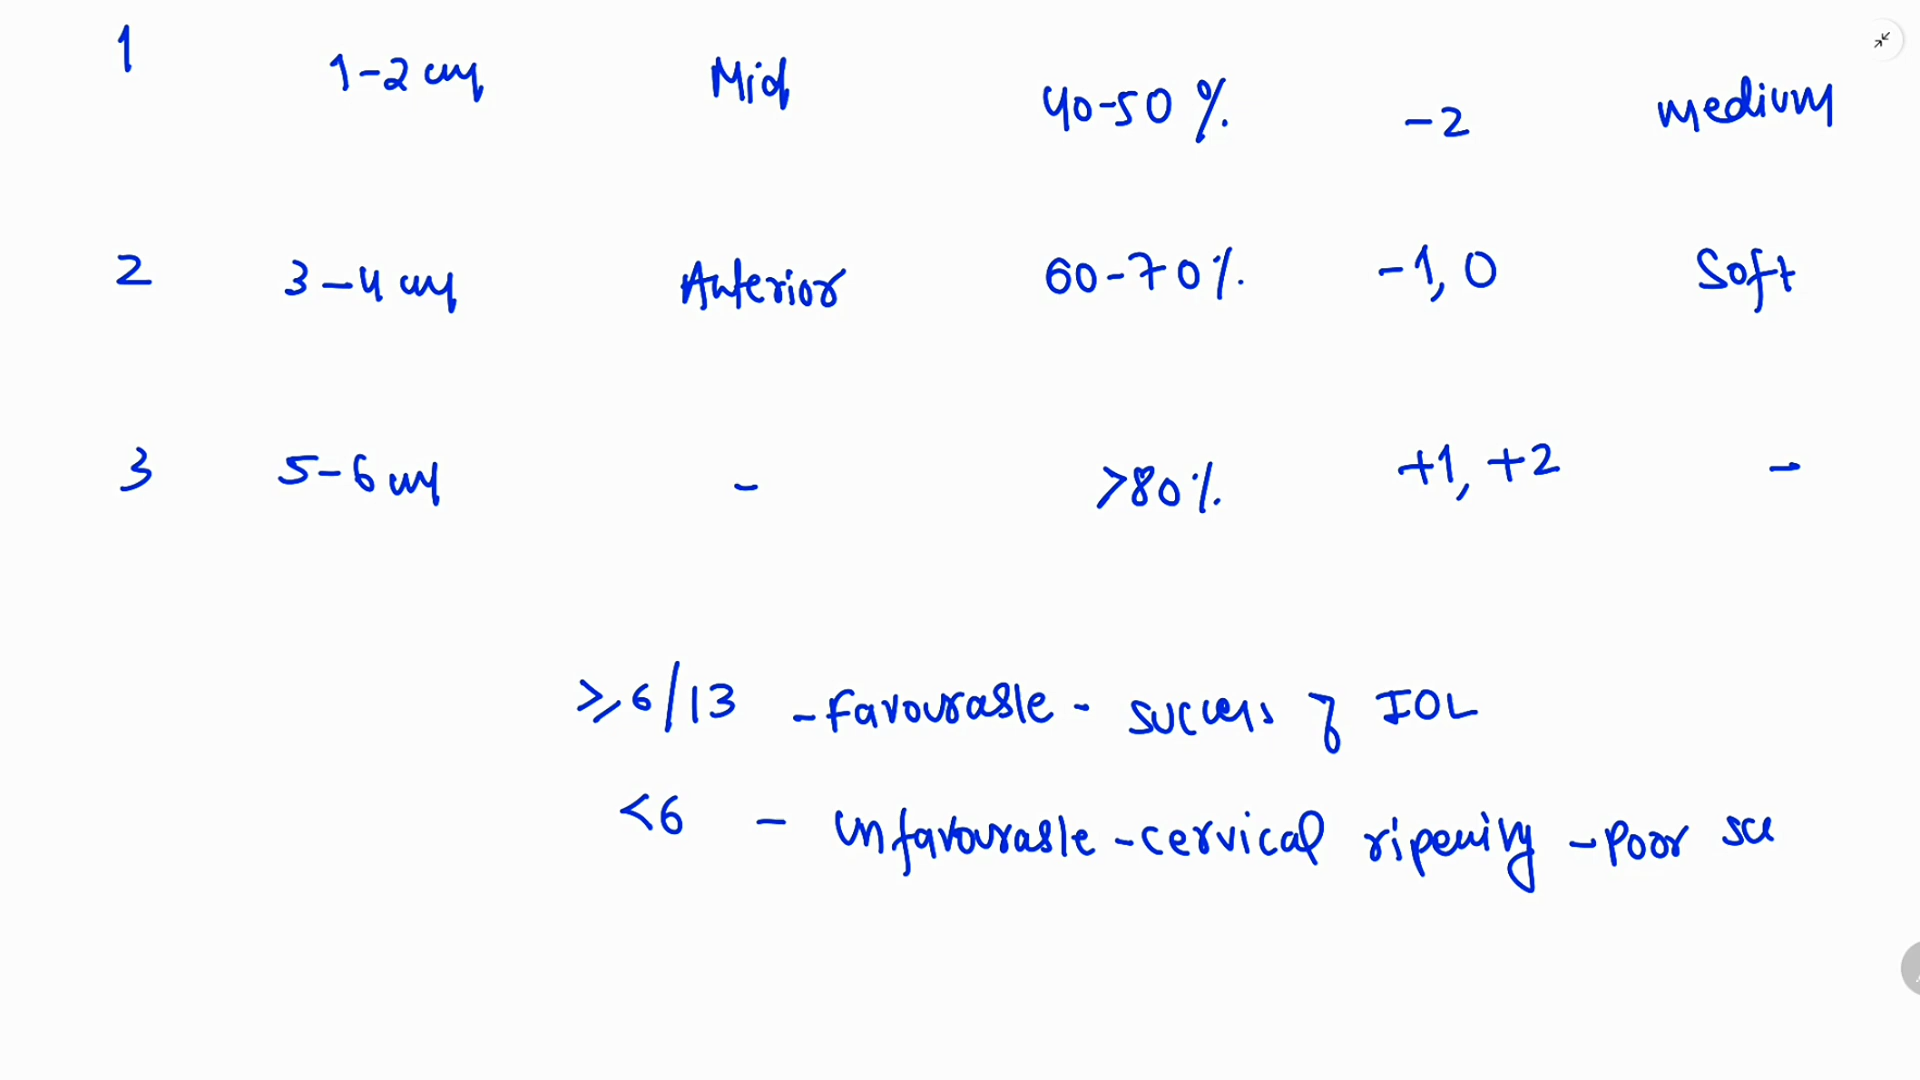 1 1-2 cm Mid 40-50% -2 medium
2 3-4 cm Anterior 60-70% -1, 0 Soft
3 5-6 cm - >80% +1, +2 -
≥6/13 - Favourable - success of IOL
<6 - Unfavourable - cervical ripening - Poor scu